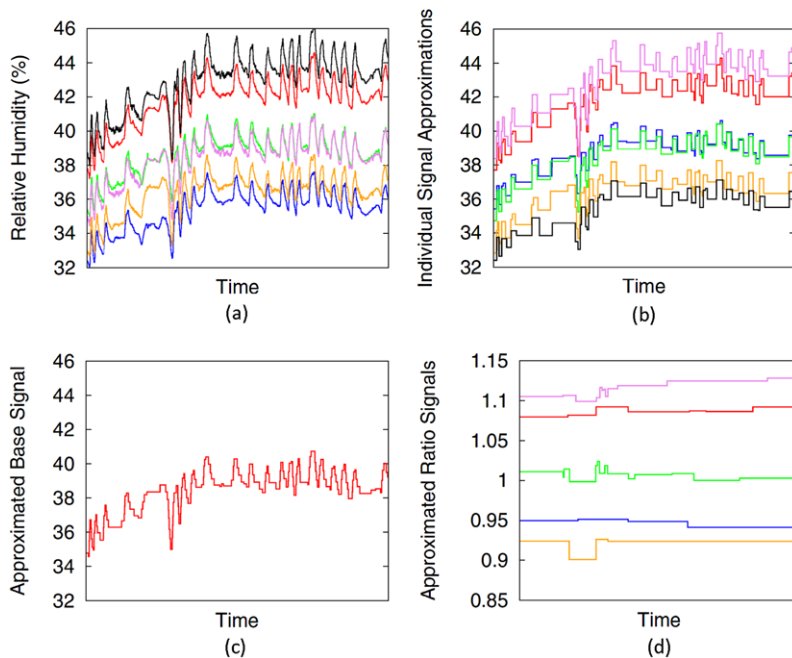 Relative Humidity (%)
46
44
42
40
38
36
34
32
Time
(a)
Individual Signal Approximations
46
44
42
40
38
36
34
32
Time
(b)
Approximated Base Signal
46
44
42
40
38
36
34
32
Time
(c)
Approximated Ratio Signals
1.15
1.1
1.05
1
0.95
0.9
0.85
Time
(d)